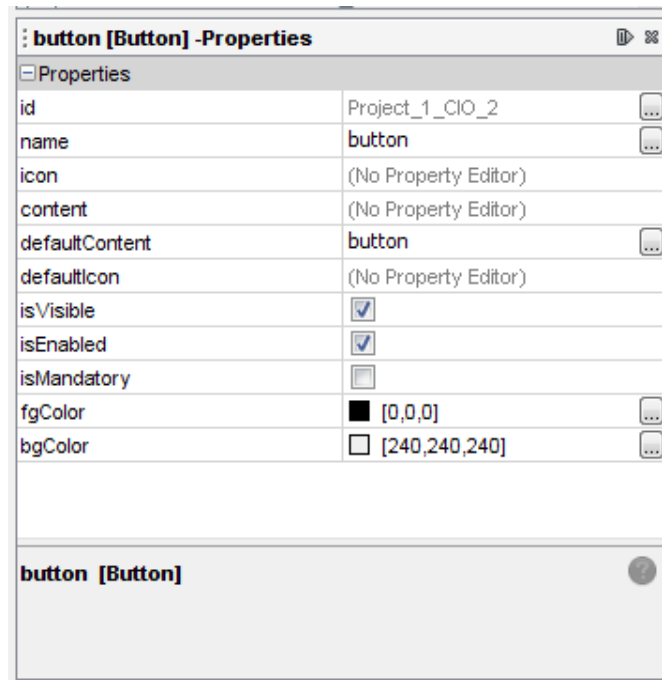 button [Button] -Properties
Properties
id Project_1_CIO_2 ...
name button ...
icon (No Property Editor)
content (No Property Editor)
defaultContent button ...
defaultIcon (No Property Editor)
isVisible
isEnabled
isMandatory
fgColor [0,0,0] ...
bgColor [240,240,240] ...
button [Button] ?